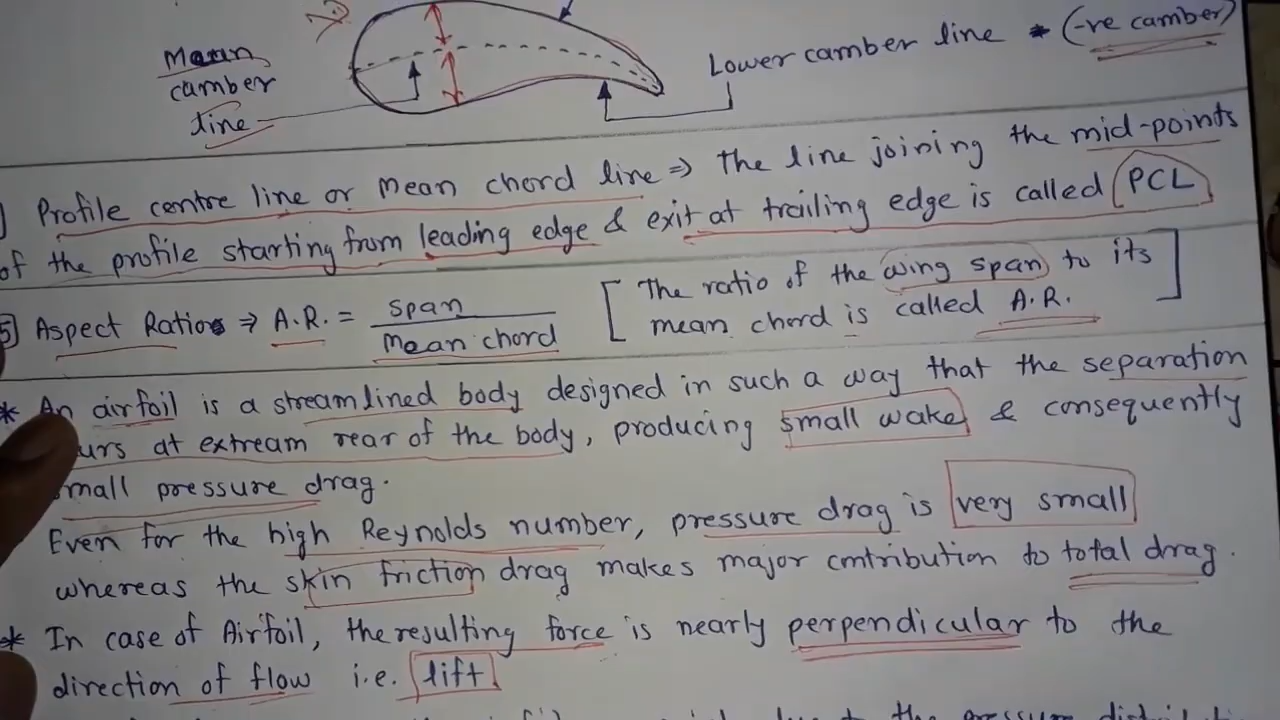 Mean
camber
line
Lower camber line * (-re camber)
) Profile centre line or Mean chord line ⇒ The line joining the mid-points
of the profile starting from leading edge & exit at trailing edge is called PCL
5) Aspect Ratio ⇒ A.R. = span / Mean chord [The ratio of the wing span to its
mean chord is called A.R.]
* An airfoil is a streamlined body designed in such a way that the separation
urs at extream rear of the body, producing small wake & consequently
mall pressure drag.
Even for the high Reynolds number, pressure drag is very small
whereas the skin friction drag makes major contribution to total drag.
* In case of Airfoil, the resulting force is nearly perpendicular to the
direction of flow i.e. lift
the pressure